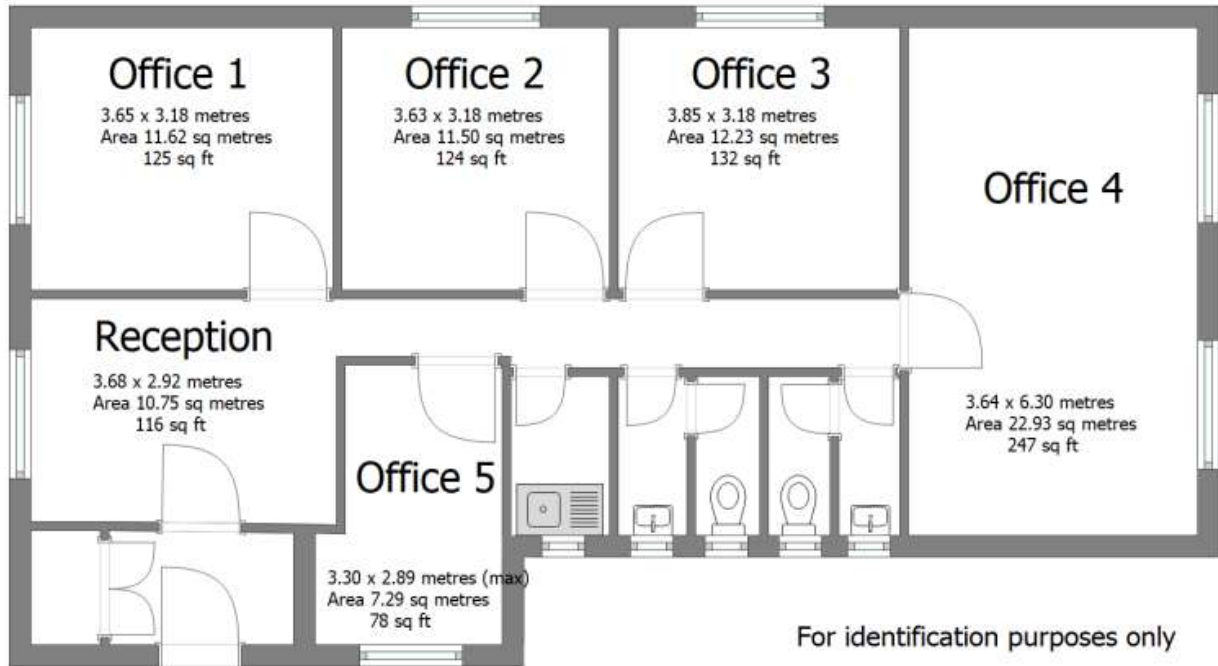 Office 1
3.65 x 3.18 metres
Area 11.62 sq metres
125 sq ft
Office 2
3.63 x 3.18 metres
Area 11.50 sq metres
124 sq ft
Office 3
3.85 x 3.18 metres
Area 12.23 sq metres
132 sq ft
Office 4
3.64 x 6.30 metres
Area 22.93 sq metres
247 sq ft
Reception
3.68 x 2.92 metres
Area 10.75 sq metres
116 sq ft
Office 5
3.30 x 2.89 metres (max)
Area 7.29 sq metres
78 sq ft
For identification purposes only